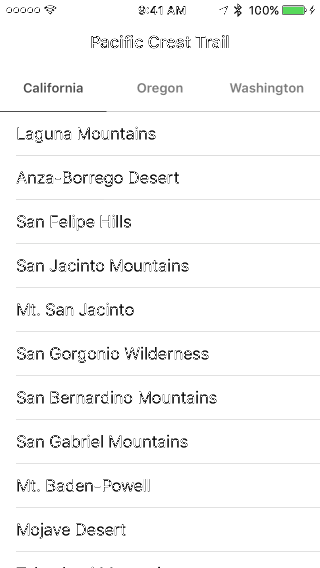 9:41 AM 100%
Pacific Crest Trail
California Oregon Washington
Laguna Mountains
Anza-Borrego Desert
San Felipe Hills
San Jacinto Mountains
Mt. San Jacinto
San Gorgonio Wilderness
San Bernardino Mountains
San Gabriel Mountains
Mt. Baden-Powell
Mojave Desert